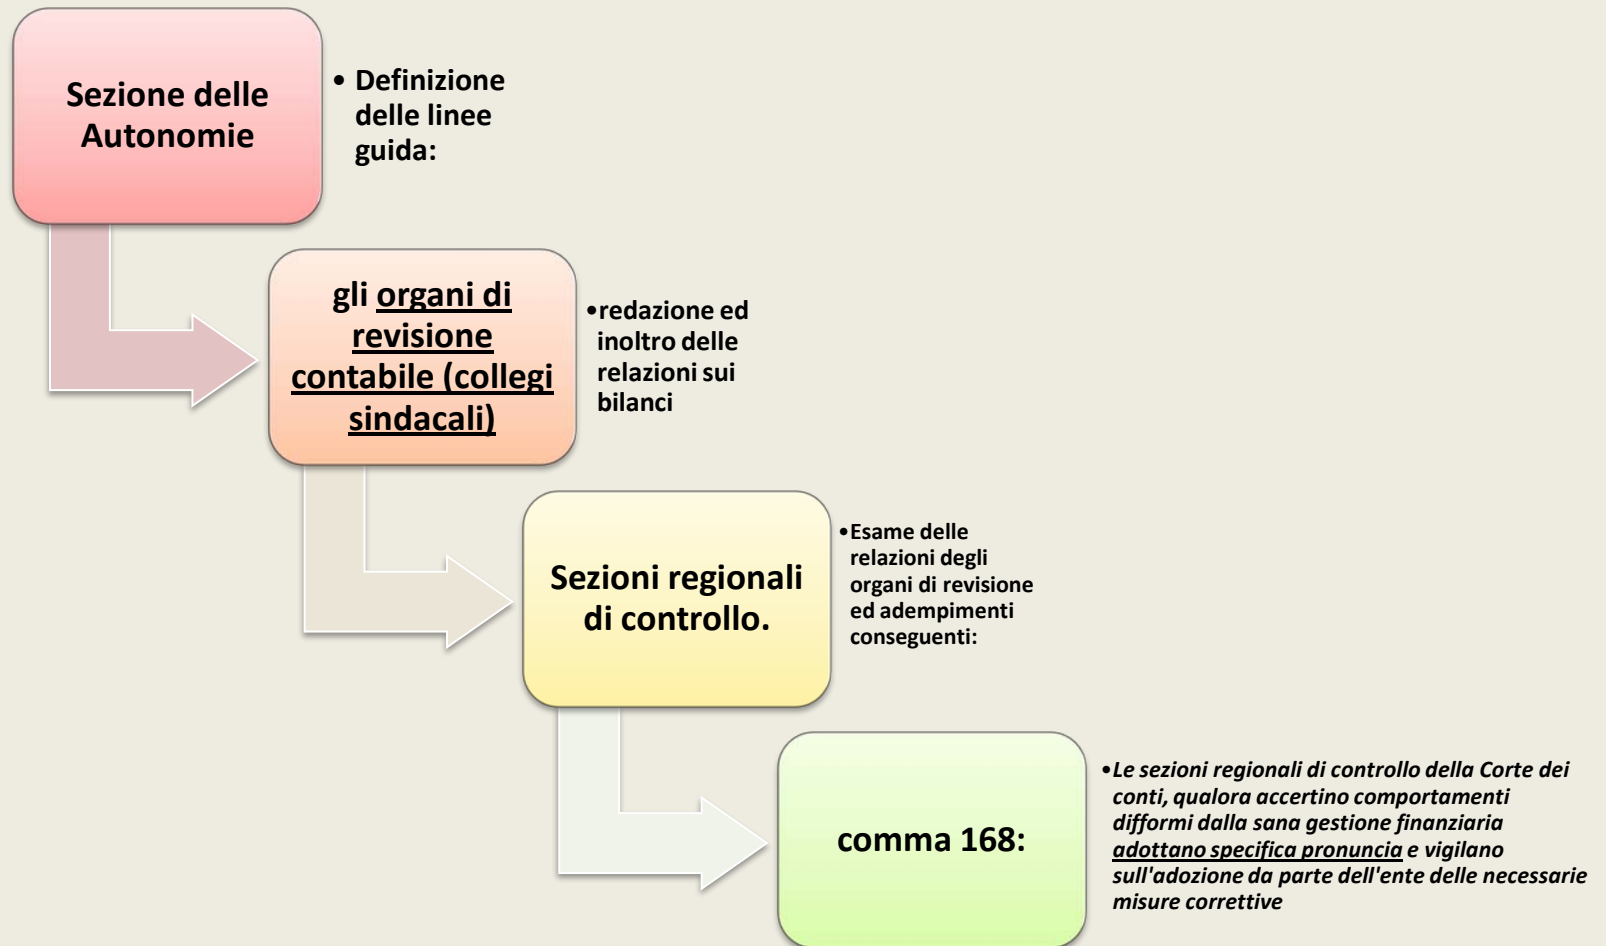 Sezione delle
Autonomie
• Definizione
delle linee
guida:
gli organi di
revisione
contabile (collegi
sindacali)
•redazione ed
inoltro delle
relazioni sui
bilanci
Sezioni regionali
di controllo.
•Esame delle
relazioni degli
organi di revisione
ed adempimenti
conseguenti:
comma 168:
•Le sezioni regionali di controllo della Corte dei
conti, qualora accertino comportamenti
difformi dalla sana gestione finanziaria
adottano specifica pronuncia e vigilano
sull'adozione da parte dell'ente delle necessarie
misure correttive